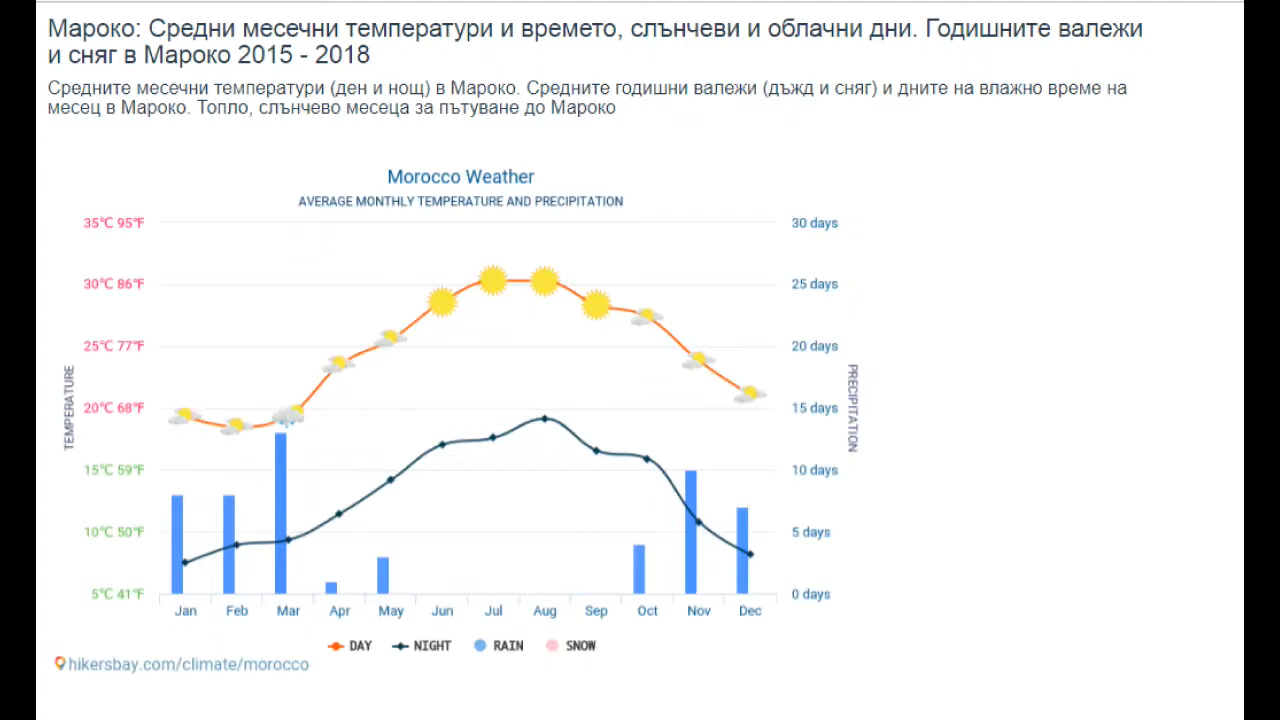 Мароко: Средни месечни температури и времето, слънчеви и облачни дни. Годишните валежи
и сняг в Мароко 2015 - 2018
Средните месечни температури (ден и нощ) в Мароко. Средните годишни валежи (дъжд и сняг) и дните на влажно време на
месец в Мароко. Топло, слънчево месеца за пътуване до Мароко
Morocco Weather
AVERAGE MONTHLY TEMPERATURE AND PRECIPITATION
35℃ 95℉ 30 days
30℃ 86℉ 25 days
25℃ 77℉ 20 days
20℃ 68℉ 15 days
15℃ 59℉ 10 days
10℃ 50℉ 5 days
5℃ 41℉ 0 days
TEMPERATURE
PRECIPITATION
Jan Feb Mar Apr May Jun Jul Aug Sep Oct Nov Dec
DAY NIGHT RAIN SNOW
hikersbay.com/climate/morocco